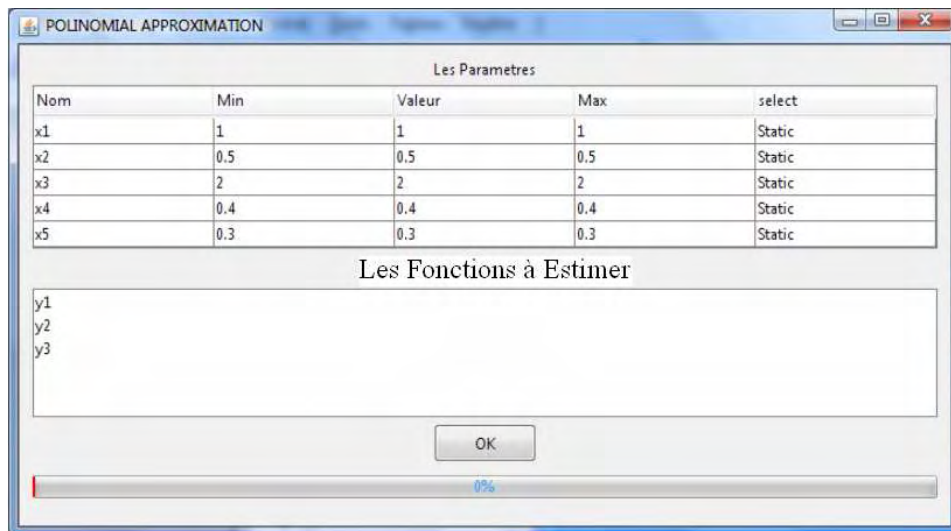 POLINOMIAL APPROXIMATION
Les Parametres
Nom Min Valeur Max select
x1 1 1 1 Static
x2 0.5 0.5 0.5 Static
x3 2 2 2 Static
x4 0.4 0.4 0.4 Static
x5 0.3 0.3 0.3 Static
Les Fonctions à Estimer
y1
y2
y3
OK
0%